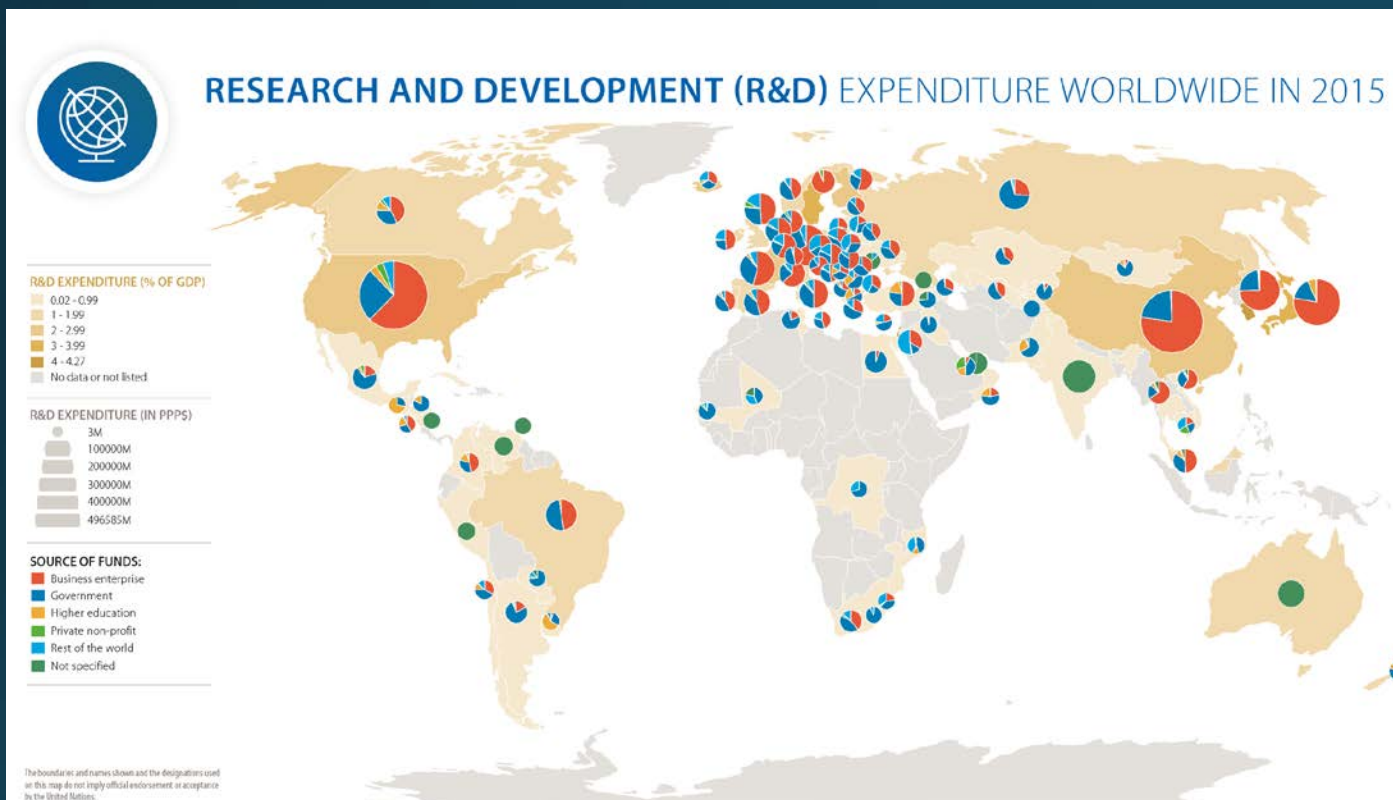 RESEARCH AND DEVELOPMENT (R&D) EXPENDITURE WORLDWIDE IN 2015
R&D EXPENDITURE (% OF GDP)
0.02 - 0.99
1 - 1.99
2 - 2.99
3 - 3.99
4 - 4.27
No data or not listed
R&D EXPENDITURE (IN PPP$)
3M
100000M
200000M
300000M
400000M
496585M
SOURCE OF FUNDS:
Business enterprise
Government
Higher education
Private non-profit
Rest of the world
Not specified
The boundaries and names shown and the designations used
on this map do not imply official endorsement or acceptance
by the United Nations.